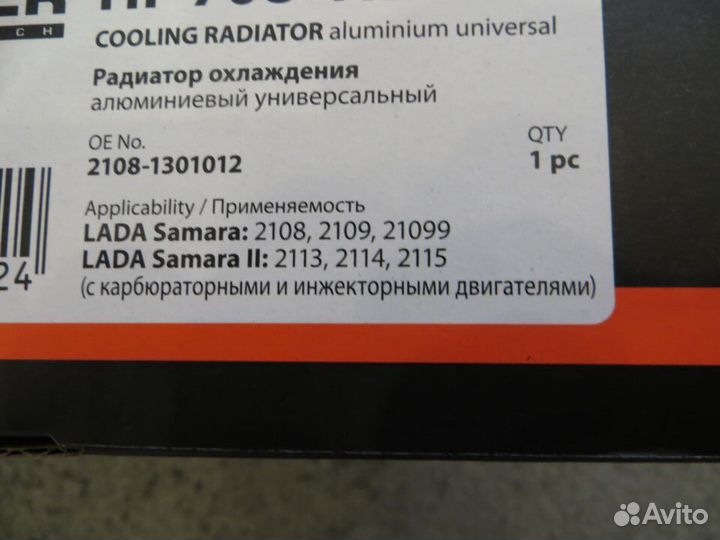 COOLING RADIATOR aluminium universal
Радиатор охлаждения
алюминиевый универсальный
OE No.
2108-1301012
QTY
1 pc
Applicability / Применяемость
LADA Samara: 2108, 2109, 21099
LADA Samara II: 2113, 2114, 2115
(с карбюраторными и инжекторными двигателями)
24
Avito